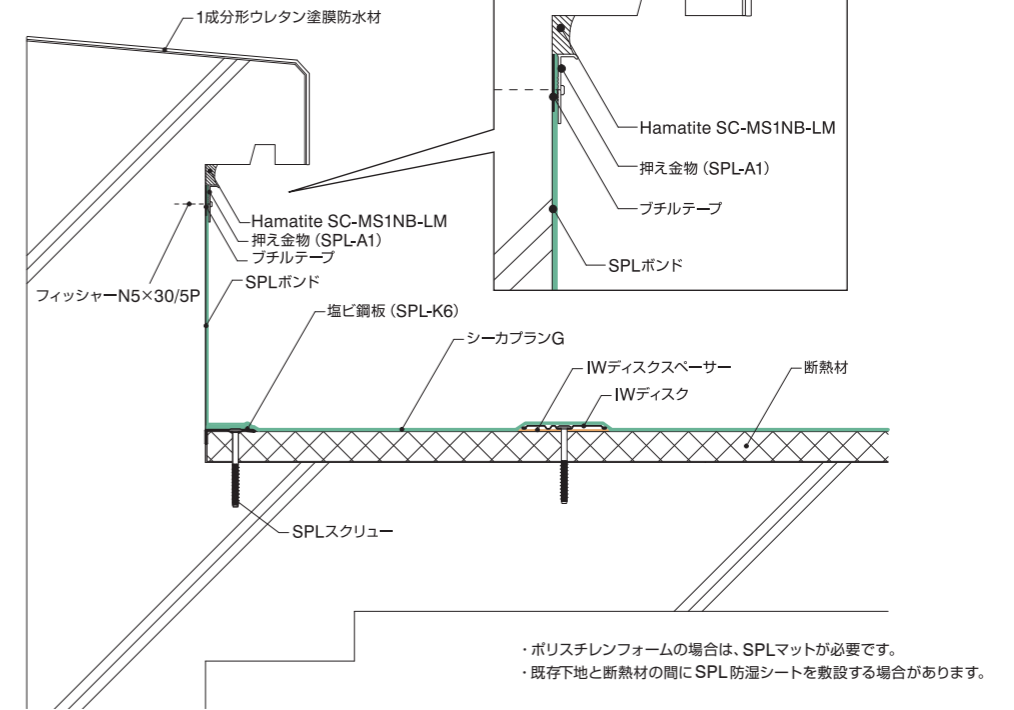 1成分形ウレタン塗膜防水材
Hamatite SC-MS1NB-LM
押え金物 (SPL-A1)
ブチルテープ
SPLボンド
Hamatite SC-MS1NB-LM
押え金物 (SPL-A1)
ブチルテープ
SPLボンド
フィッシャーN5×30/5P
塩ビ鋼板 (SPL-K6)
シーカプランG
IWディスクスペーサー
IWディスク
断熱材
SPLスクリュー
・ポリスチレンフォームの場合は、SPLマットが必要です。
・既存下地と断熱材の間にSPL防湿シートを敷設する場合があります。